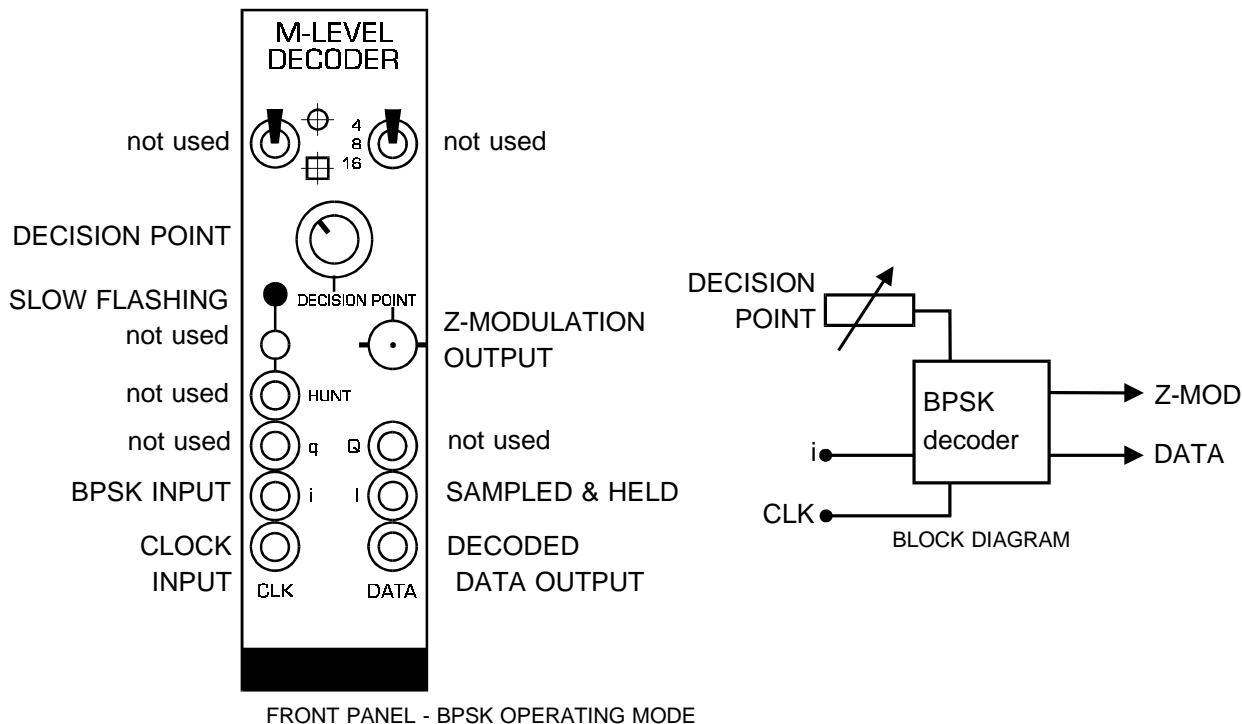 M-LEVEL
DECODER
not used
4
8
16
not used
DECISION POINT
SLOW FLASHING
DECISION POINT
not used
Z-MODULATION
OUTPUT
not used
HUNT
not used
q
Q
not used
BPSK INPUT
i
I
SAMPLED & HELD
CLOCK
INPUT
CLK
DATA
DECODED
DATA OUTPUT
FRONT PANEL - BPSK OPERATING MODE
DECISION
POINT
BPSK
decoder
Z-MOD
DATA
i
CLK
BLOCK DIAGRAM